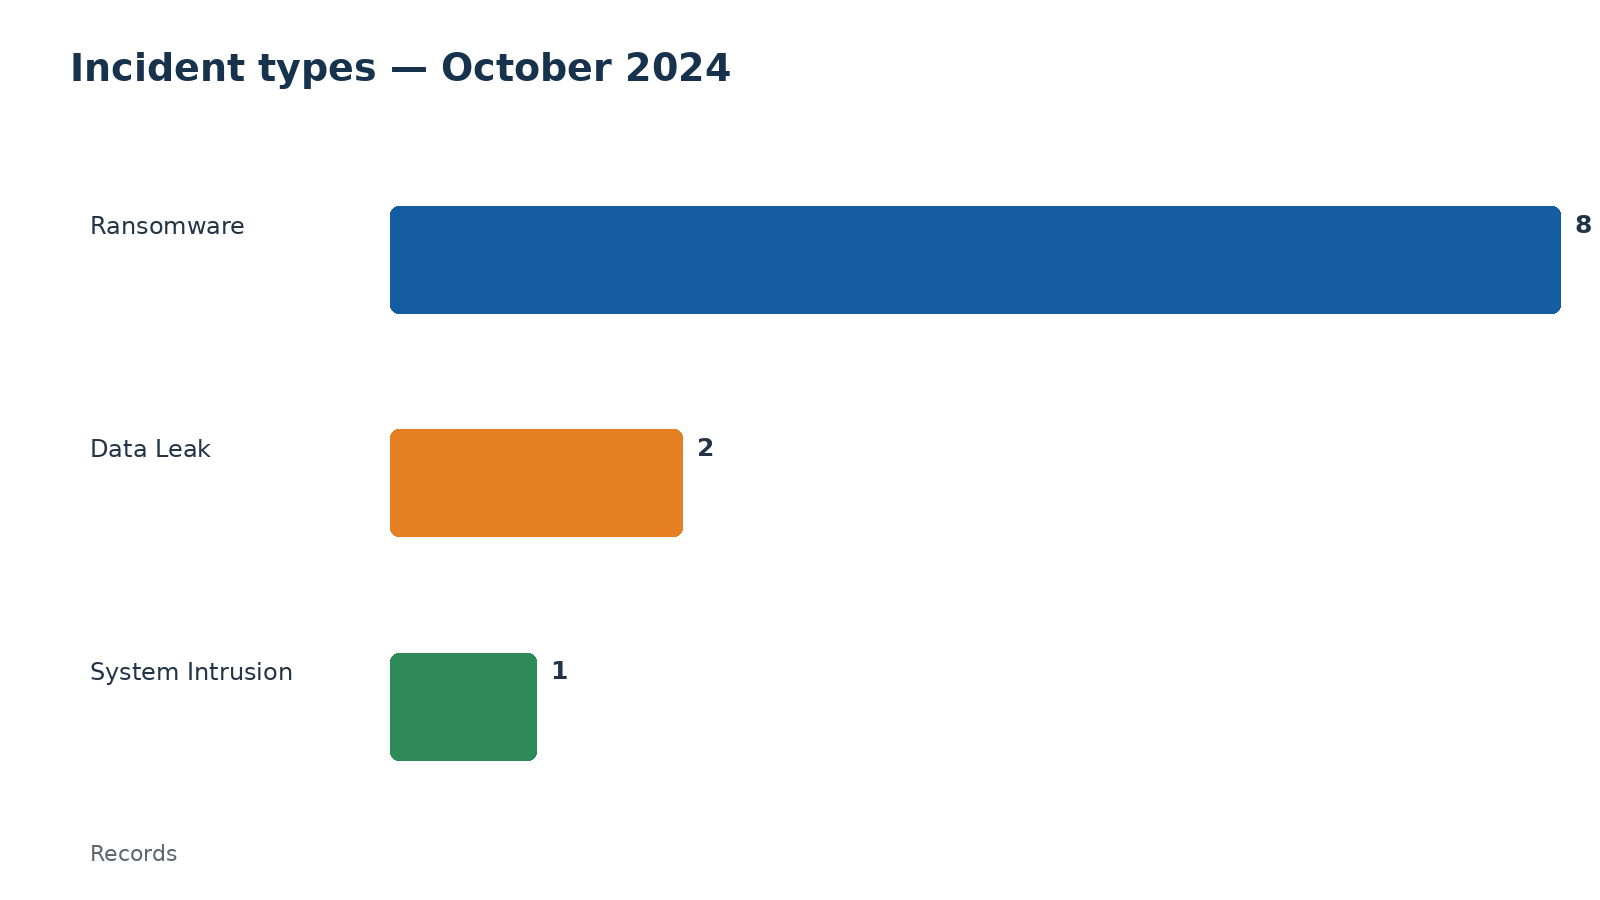 Incident types — October 2024
Ransomware 8
Data Leak 2
System Intrusion 1
Records